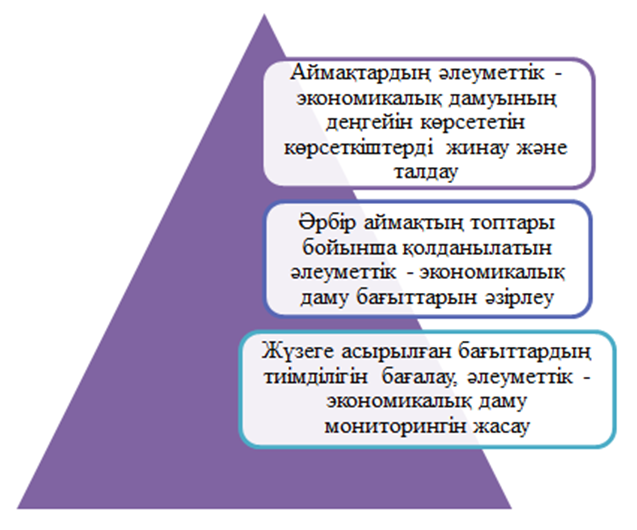 Аймақтардың әлеуметтік -
экономикалық дамуының
деңгейін көрсететін
көрсеткіштерді жинау және
талдау
Әрбір аймақтың топтары
бойынша қолданылатын
әлеуметтік - экономикалық
даму бағыттарын әзірлеу
Жүзеге асырылған бағыттардың
тиімділігін бағалау, әлеуметтік -
экономикалық даму
мониторингін жасау